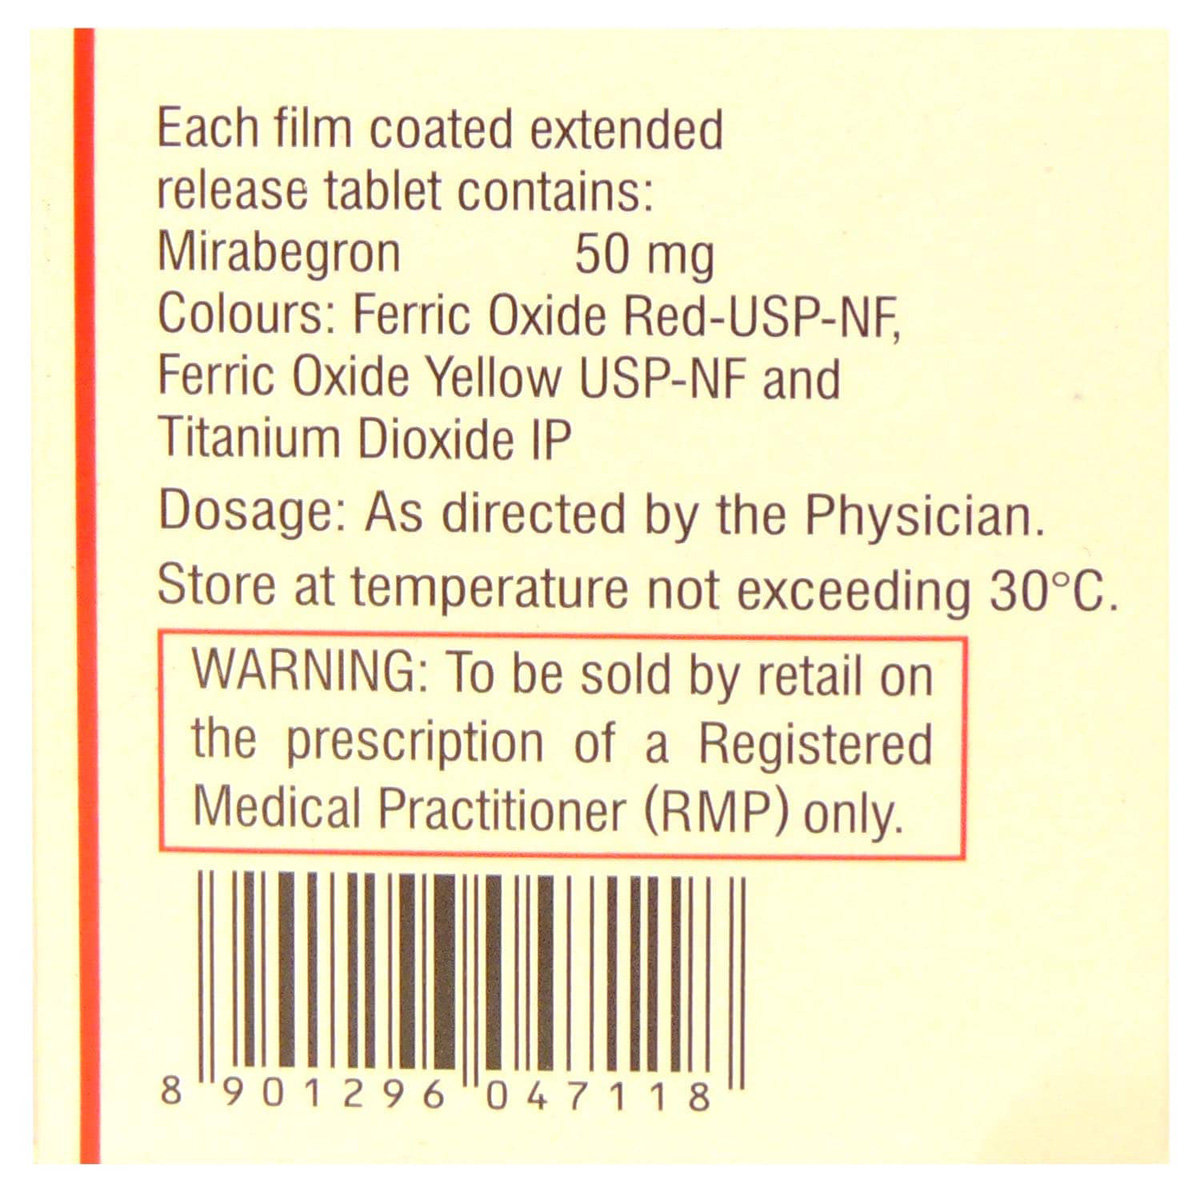 Each film coated extended
release tablet contains:
Mirabegron 50 mg
Colours: Ferric Oxide Red-USP-NF,
Ferric Oxide Yellow USP-NF and
Titanium Dioxide IP
Dosage: As directed by the Physician.
Store at temperature not exceeding 30°C.
WARNING: To be sold by retail on
the prescription of a Registered
Medical Practitioner (RMP) only.
8 901296 047118